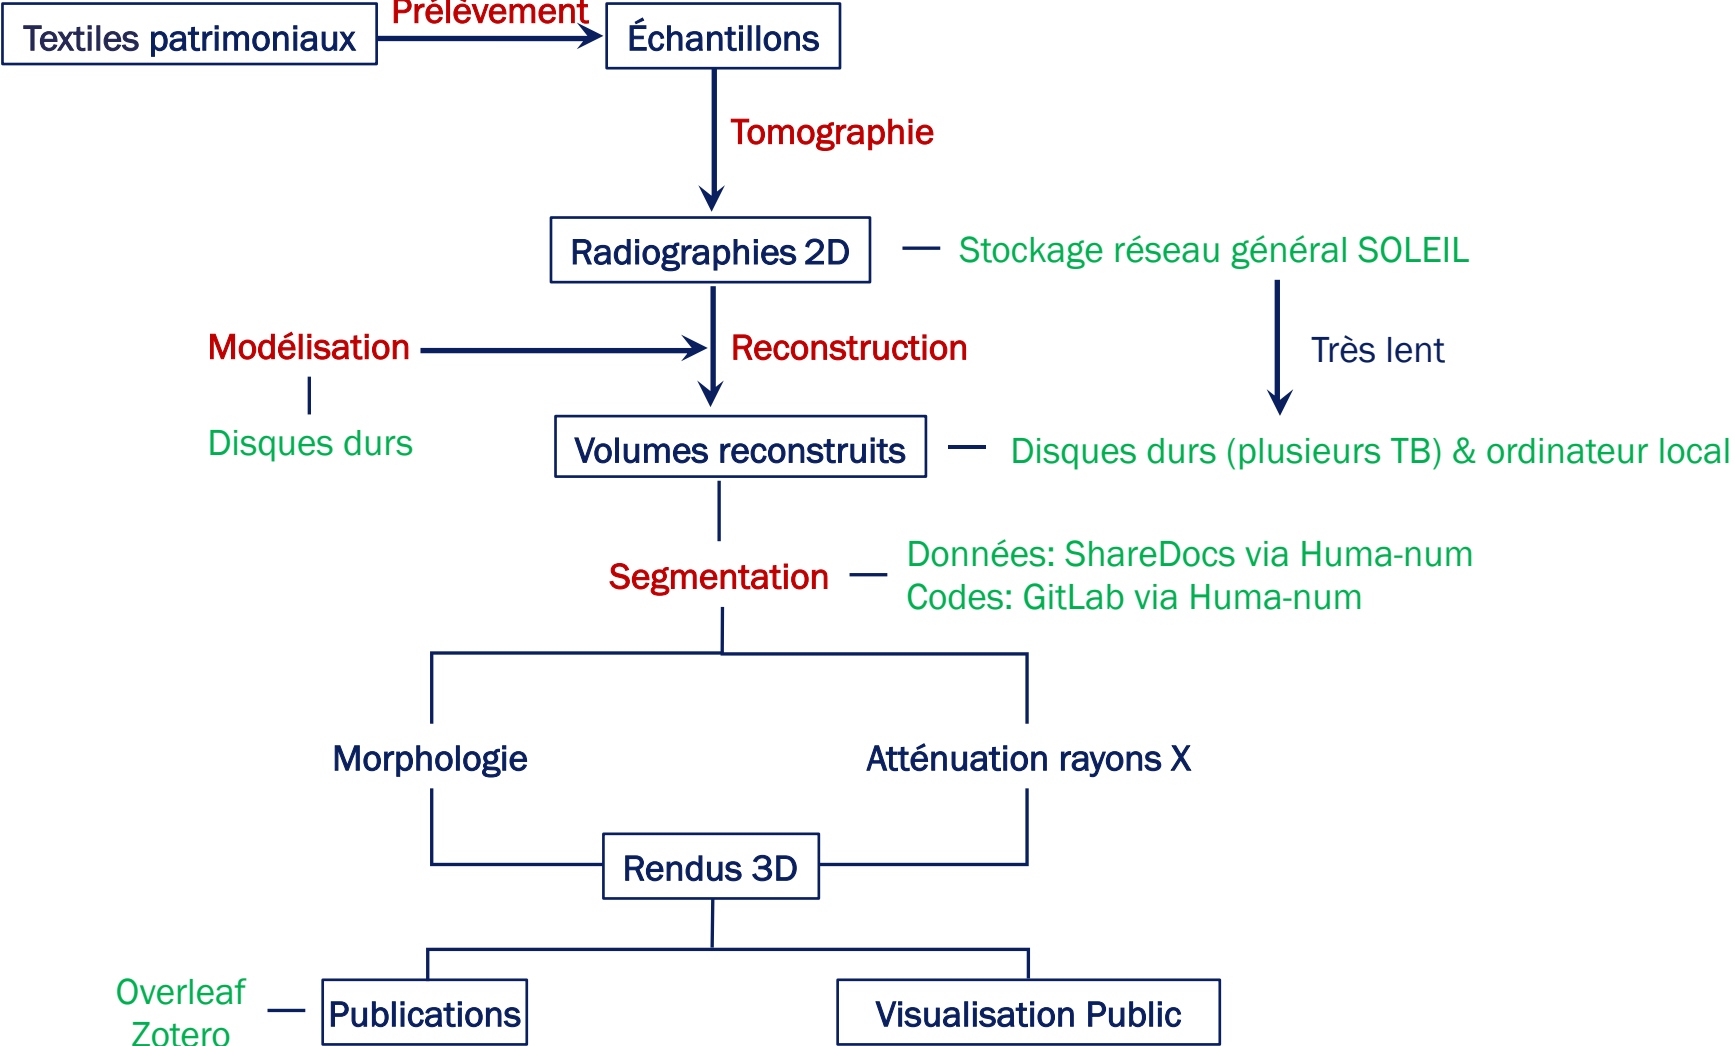 Prélèvement
Textiles patrimoniaux
Échantillons
Tomographie
Radiographies 2D
Stockage réseau général SOLEIL
Modélisation
Reconstruction
Très lent
Disques durs
Volumes reconstruits
Disques durs (plusieurs TB) & ordinateur local
Segmentation
Données: ShareDocs via Huma-num
Codes: GitLab via Huma-num
Morphologie
Atténuation rayons X
Rendus 3D
Overleaf
Zotero
Publications
Visualisation Public